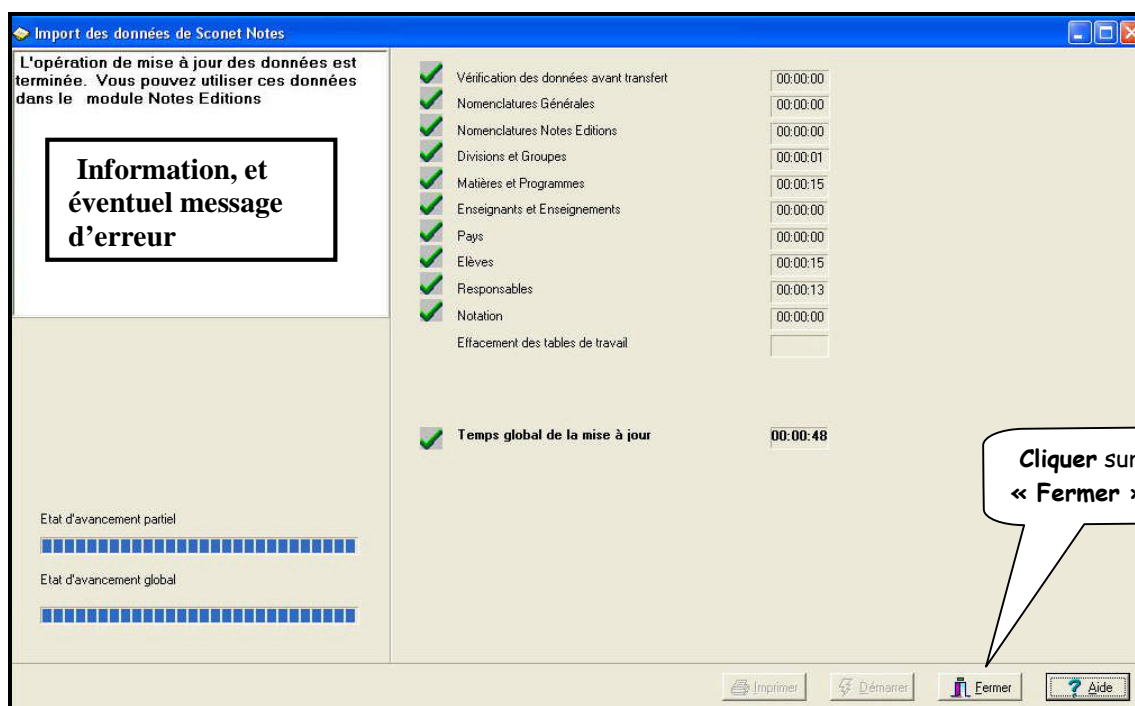 Import des données de Sconet Notes
L'opération de mise à jour des données est
terminée. Vous pouvez utiliser ces données
dans le module Notes Editions
Information, et
éventuel message
d'erreur
Vérification des données avant transfert 00:00:00
Nomenclatures Générales 00:00:00
Nomenclatures Notes Editions 00:00:00
Divisions et Groupes 00:00:01
Matières et Programmes 00:00:15
Enseignants et Enseignements 00:00:00
Pays 00:00:00
Elèves 00:00:15
Responsables 00:00:13
Notation 00:00:00
Effacement des tables de travail
Temps global de la mise à jour 00:00:48
Cliquer sur
« Fermer »
Etat d'avancement partiel
Etat d'avancement global
Imprimer Démarrer Fermer ? Aide